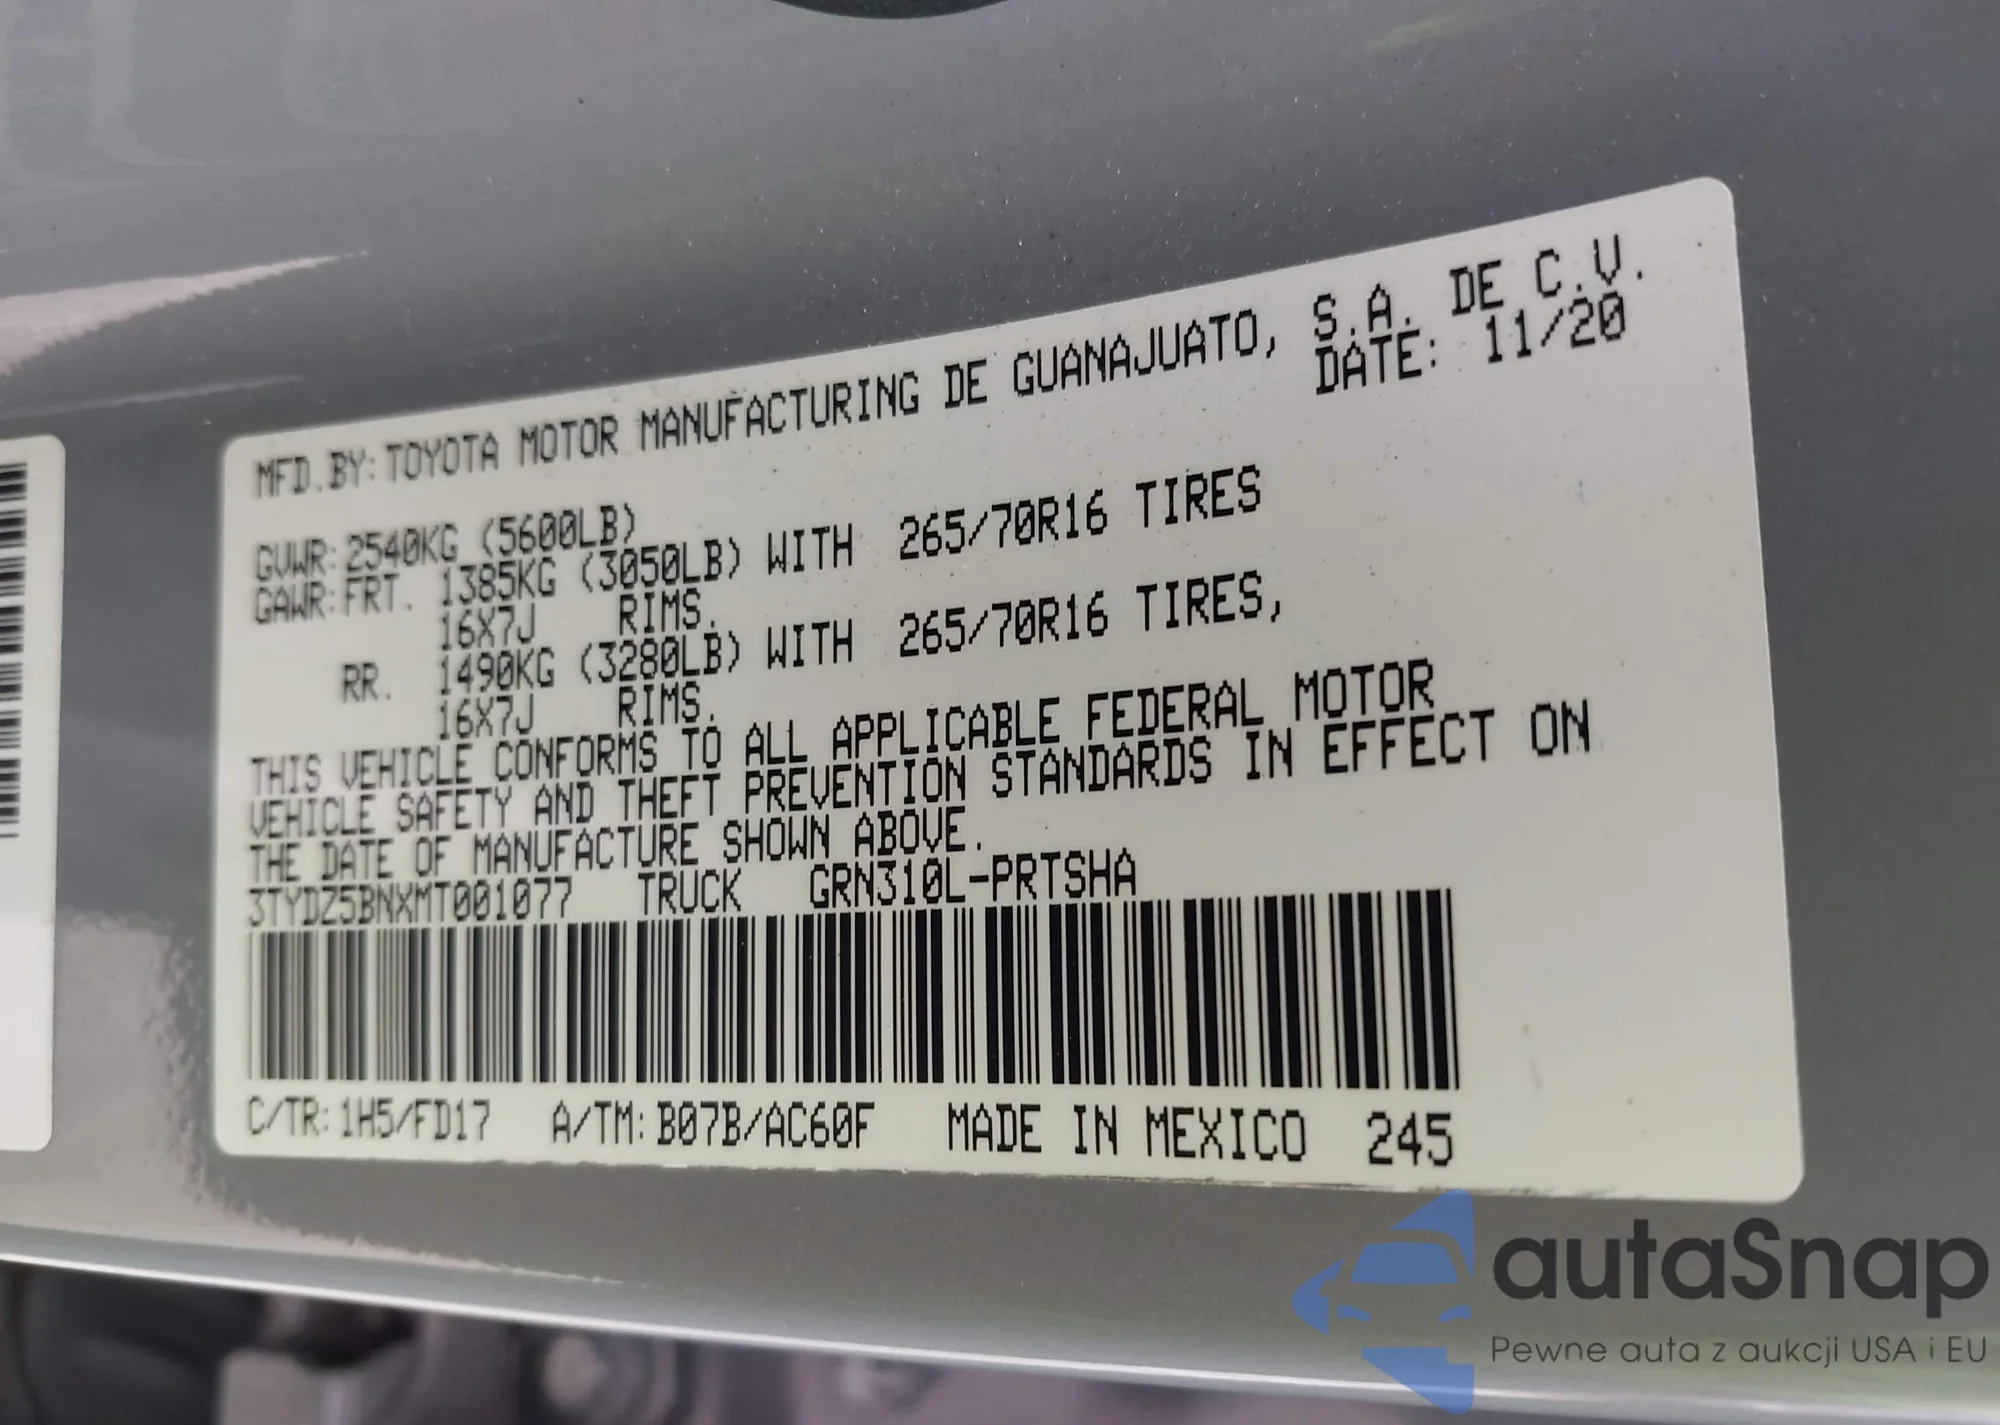 MFD.BY:TOYOTA MOTOR MANUFACTURING DE GUANAJUATO, S.A. DE C.V.
DATE: 11/20
GVWR:2540KG (5600LB)
GAWR:FRT. 1385KG (3050LB) WITH 265/70R16 TIRES
16X7J RIMS.
RR. 1490KG (3280LB) WITH 265/70R16 TIRES,
16X7J RIMS.
THIS VEHICLE CONFORMS TO ALL APPLICABLE FEDERAL MOTOR
VEHICLE SAFETY AND THEFT PREVENTION STANDARDS IN EFFECT ON
THE DATE OF MANUFACTURE SHOWN ABOVE.
3TYDZ5BNXMT001077 TRUCK GRN310L-PRTSHA
C/TR:1H5/FD17 A/TM:B07B/AC60F MADE IN MEXICO 245
autaSnap
Pewne auta z aukcji USA i EU